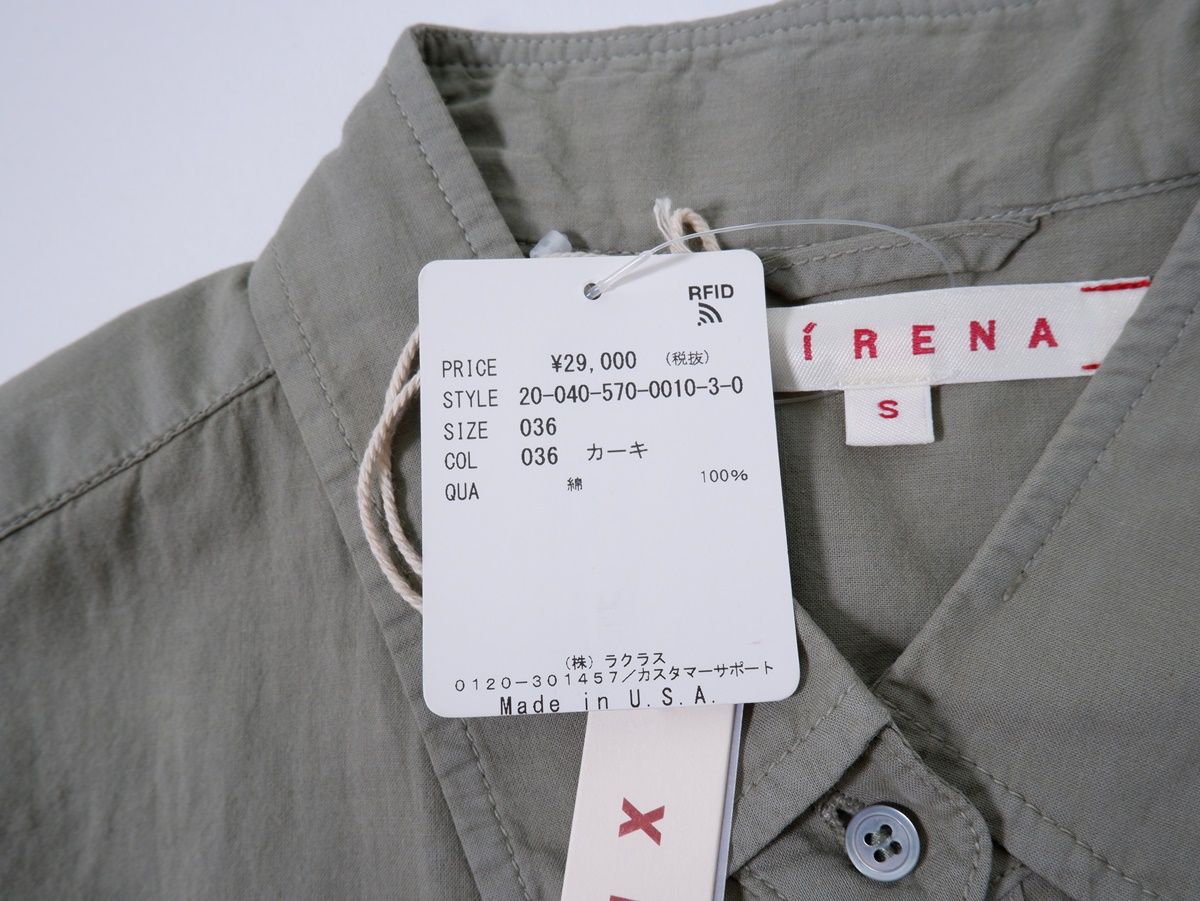 RFID
PRICE ¥29,000 (税抜)
STYLE 20-040-570-0010-3-0
SIZE 036
COL 036 カーキ
QUA 綿 100%
(株) ラクラス
0120-301457/カスタマーサポート
Made in U.S.A.
íRENA
S
X